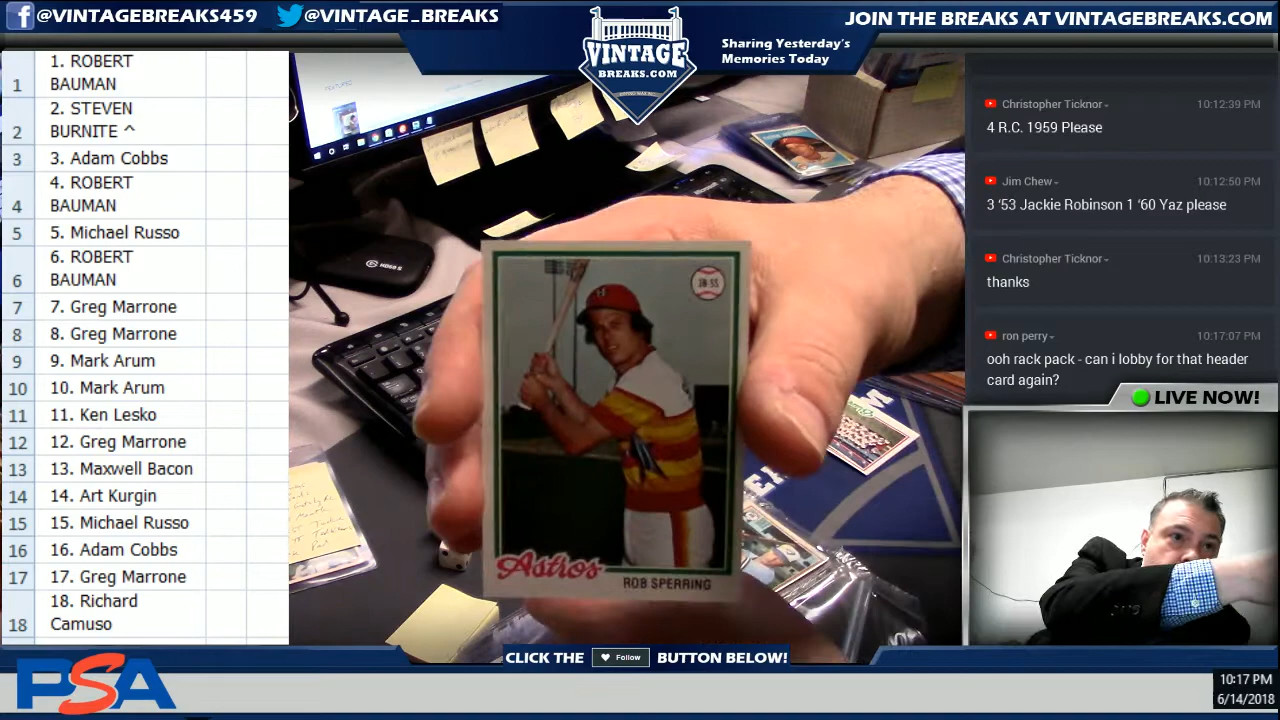 @VINTAGEBREAKS459
@VINTAGE_BREAKS
VINTAGE
BREAKS.COM
Sharing Yesterday's
Memories Today
JOIN THE BREAKS AT VINTAGEBREAKS.COM
1 1. ROBERT
BAUMAN
2 2. STEVEN
BURNITE ^
3 3. Adam Cobbs
4 4. ROBERT
BAUMAN
5 5. Michael Russo
6 6. ROBERT
BAUMAN
7 7. Greg Marrone
8 8. Greg Marrone
9 9. Mark Arum
10 10. Mark Arum
11 11. Ken Lesko
12 12. Greg Marrone
13 13. Maxwell Bacon
14 14. Art Kurgin
15 15. Michael Russo
16 16. Adam Cobbs
17 17. Greg Marrone
18 18. Richard
Camuso
HD60 S
H
Astros
ROB SPERRING
Christopher Ticknor 10:12:39 PM
4 R.C. 1959 Please
Jim Chew 10:12:50 PM
3 '53 Jackie Robinson 1 '60 Yaz please
Christopher Ticknor 10:13:23 PM
thanks
ron perry 10:17:07 PM
ooh rack pack - can i lobby for that header
card again?
LIVE NOW!
CLICK THE Follow BUTTON BELOW!
PSA
10:17 PM
6/14/2018